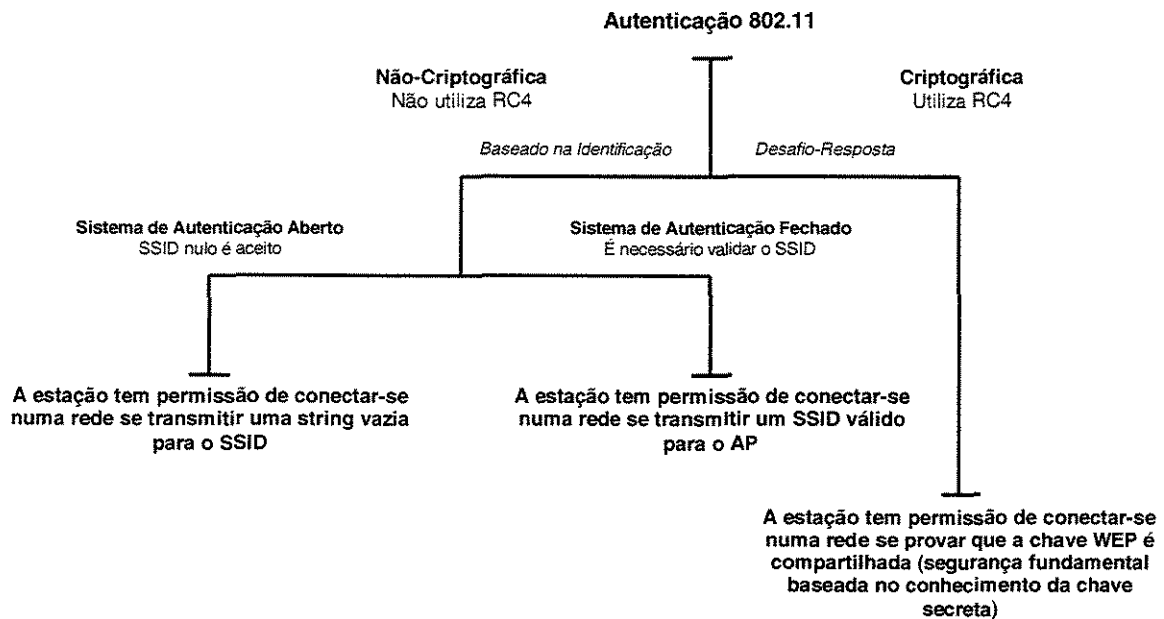 Autenticação 802.11
Não-Criptográfica
Não utiliza RC4
Criptográfica
Utiliza RC4
Baseado na Identificação
Desafio-Resposta
Sistema de Autenticação Aberto
SSID nulo é aceito
Sistema de Autenticação Fechado
É necessário validar o SSID
A estação tem permissão de conectar-se
numa rede se transmitir uma string vazia
para o SSID
A estação tem permissão de conectar-se
numa rede se transmitir um SSID válido
para o AP
A estação tem permissão de conectar-se
numa rede se provar que a chave WEP é
compartilhada (segurança fundamental
baseada no conhecimento da chave
secreta)